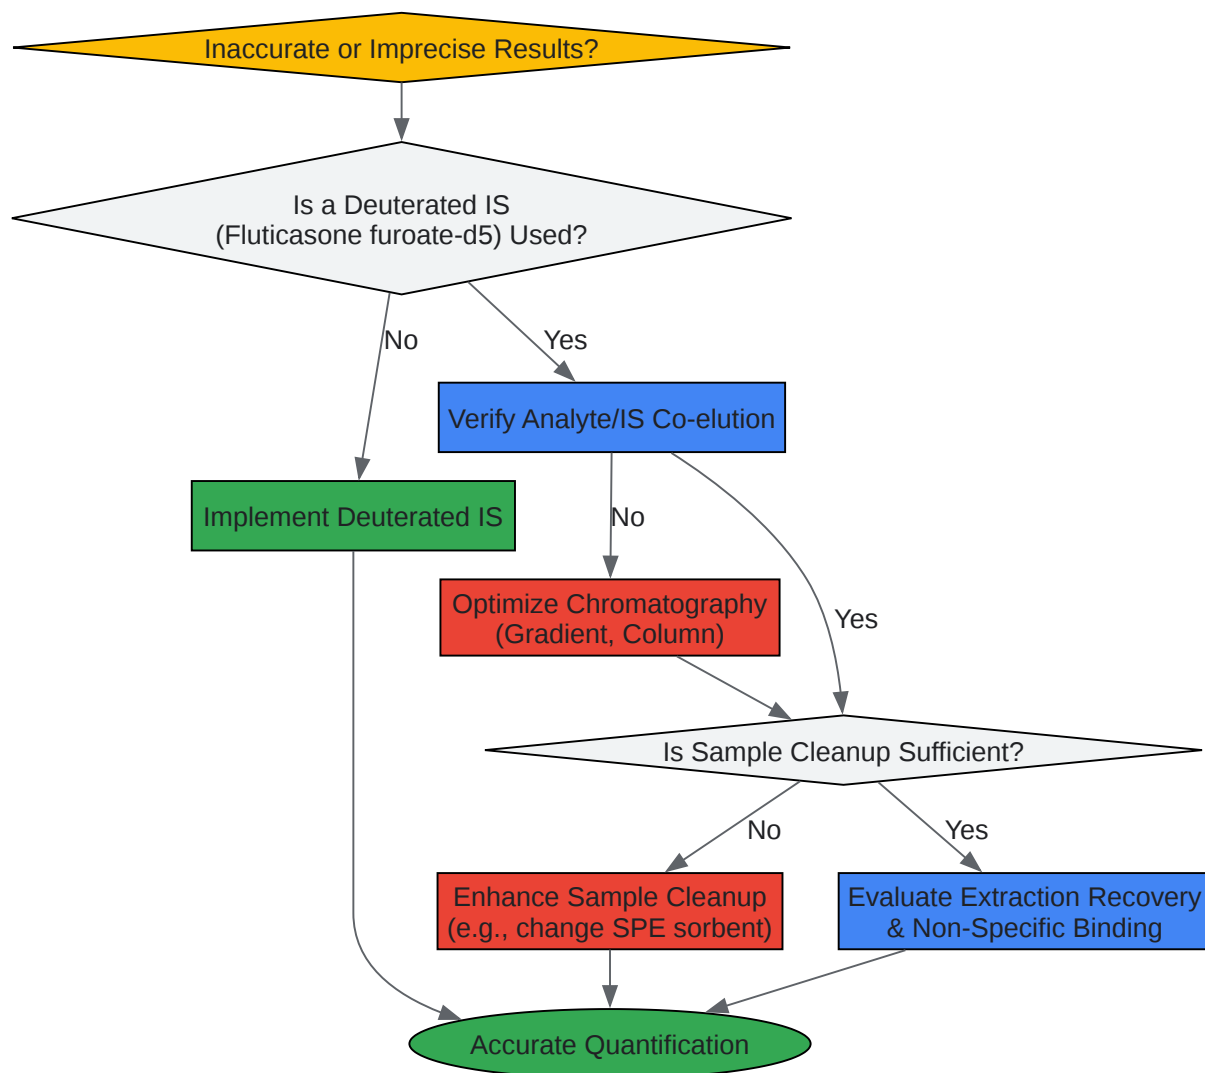 Inaccurate or Imprecise Results?
Is a Deuterated IS
(Fluticasone furoate-d5) Used?
No
Yes
Verify Analyte/IS Co-elution
Implement Deuterated IS
No
Optimize Chromatography
(Gradient, Column)
Yes
Is Sample Cleanup Sufficient?
No
Yes
Enhance Sample Cleanup
(e.g., change SPE sorbent)
Evaluate Extraction Recovery
& Non-Specific Binding
Accurate Quantification